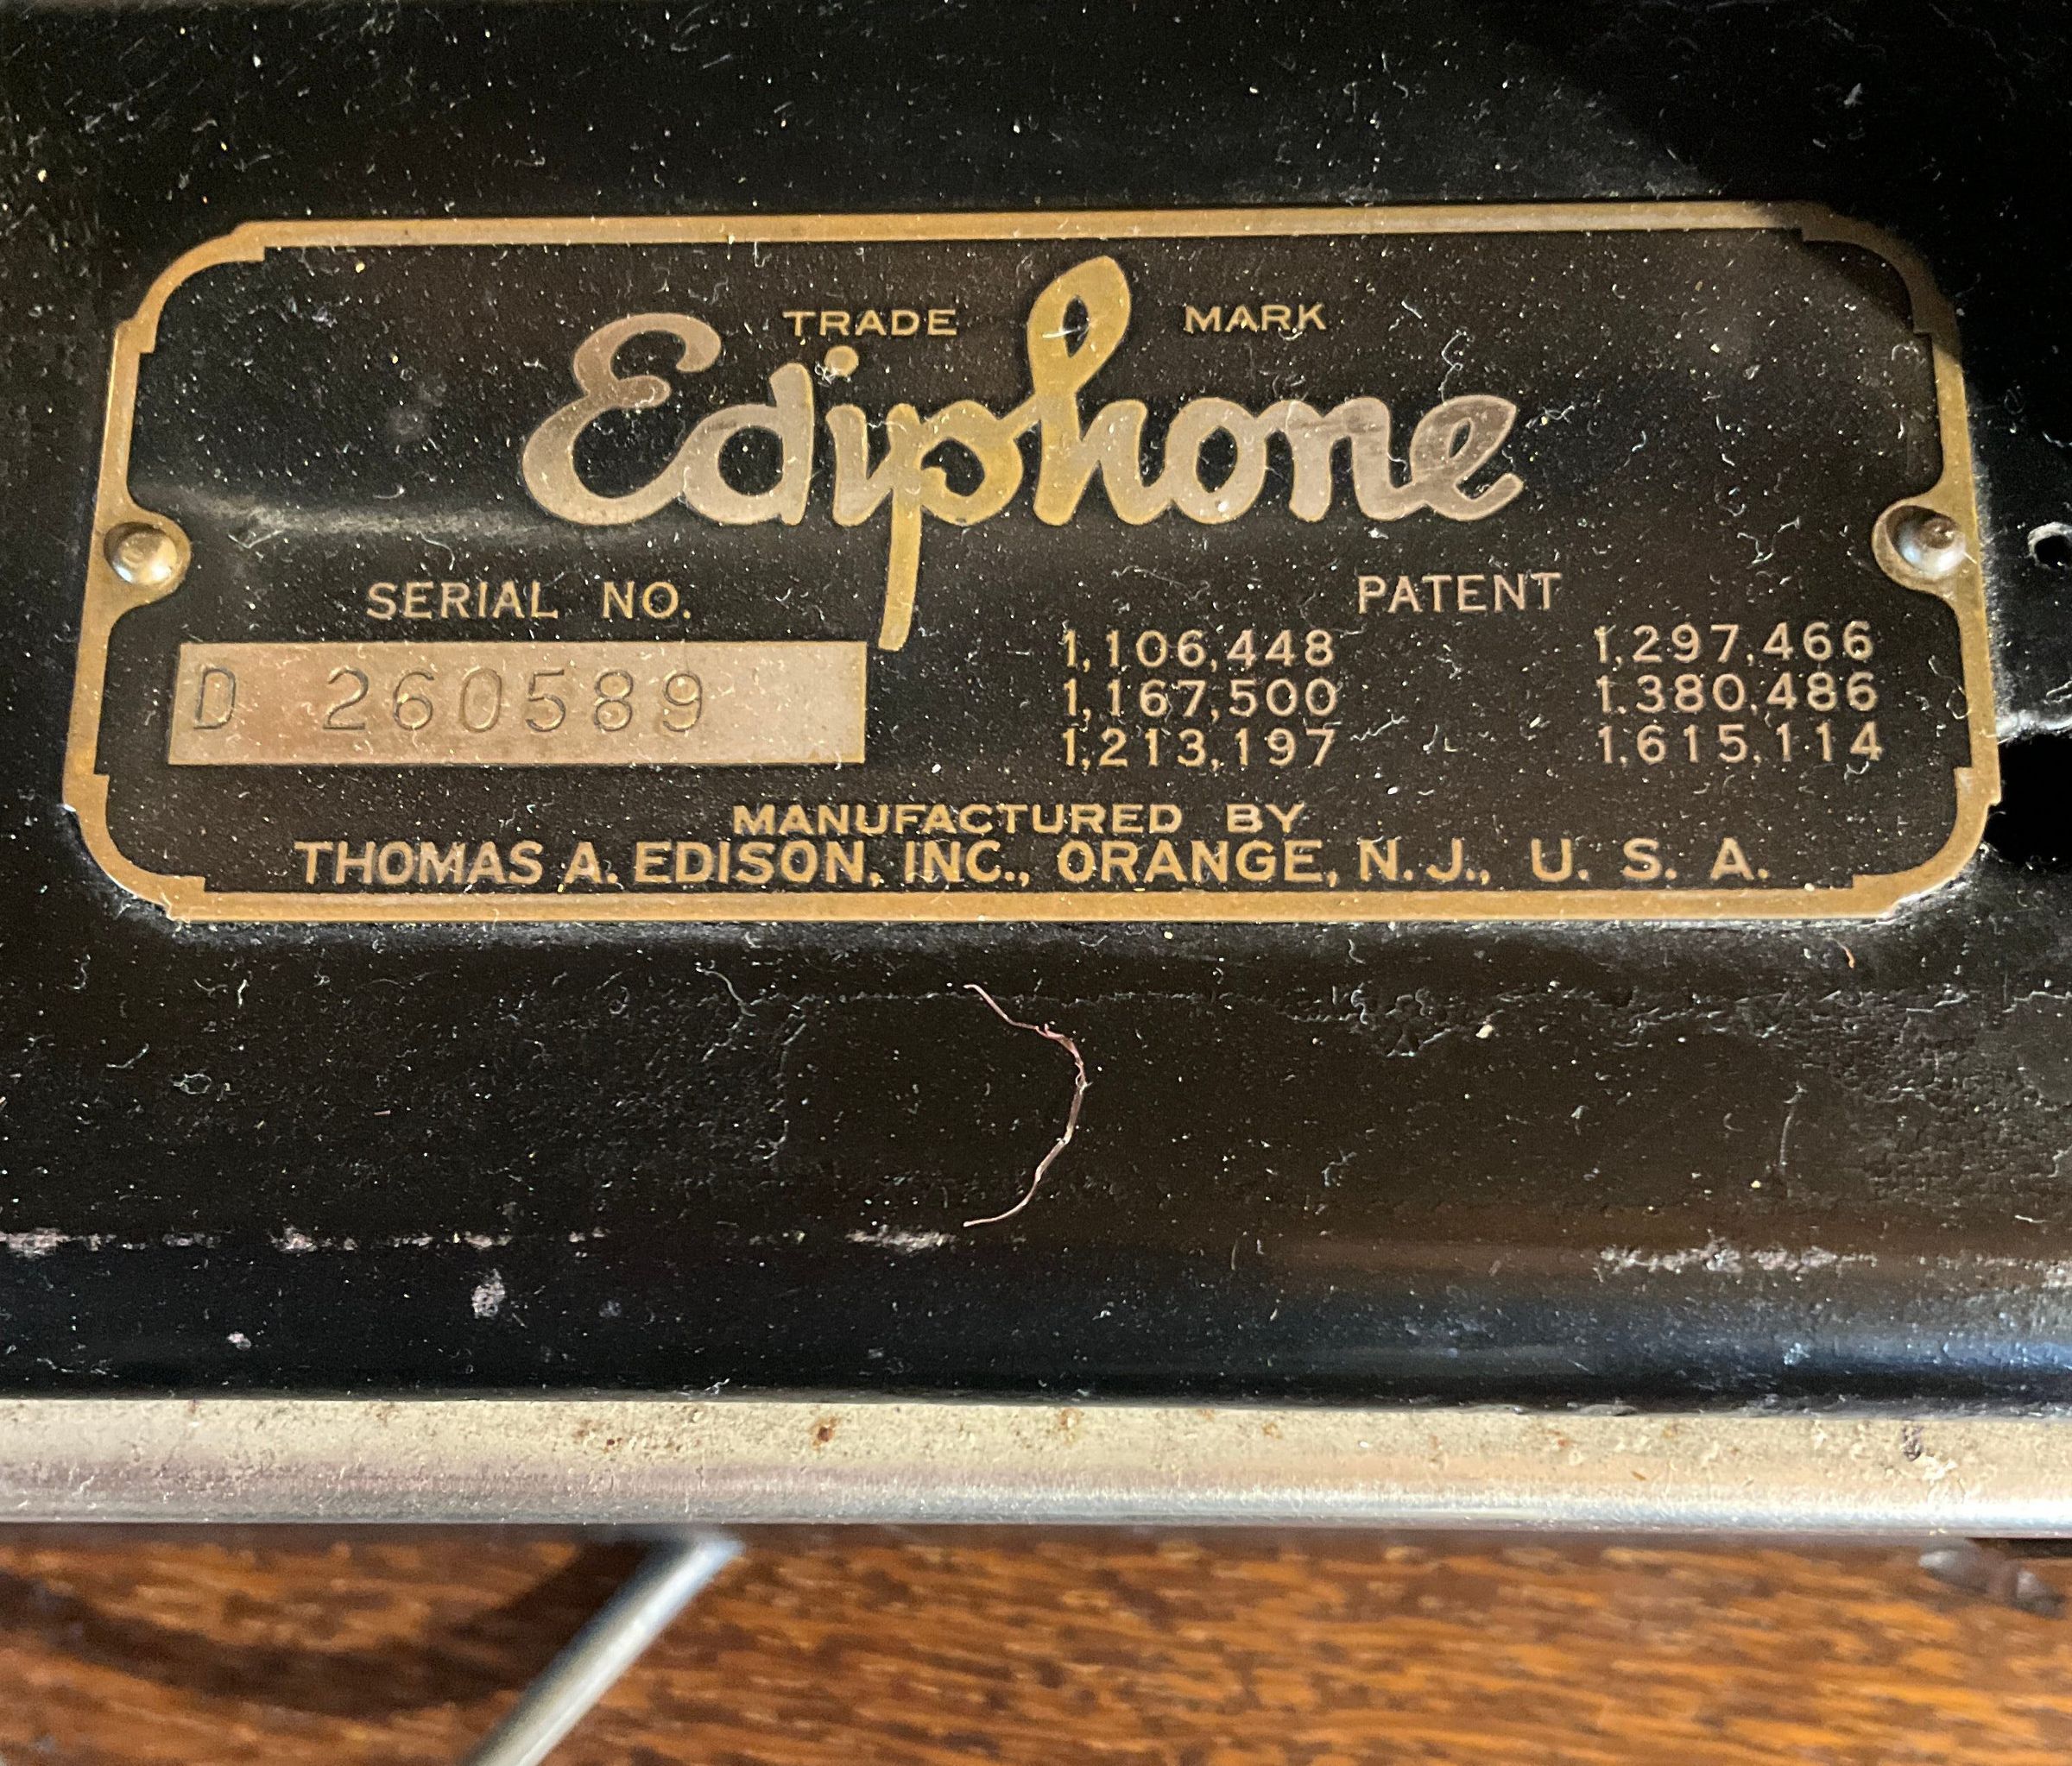 TRADE MARK
Ediphone
SERIAL NO. PATENT
1,106,448 1,297,466
D 260589 1,167,500 1,380,486
1,213,197 1,615,114
MANUFACTURED BY
THOMAS A. EDISON, INC., ORANGE, N. J., U. S. A.